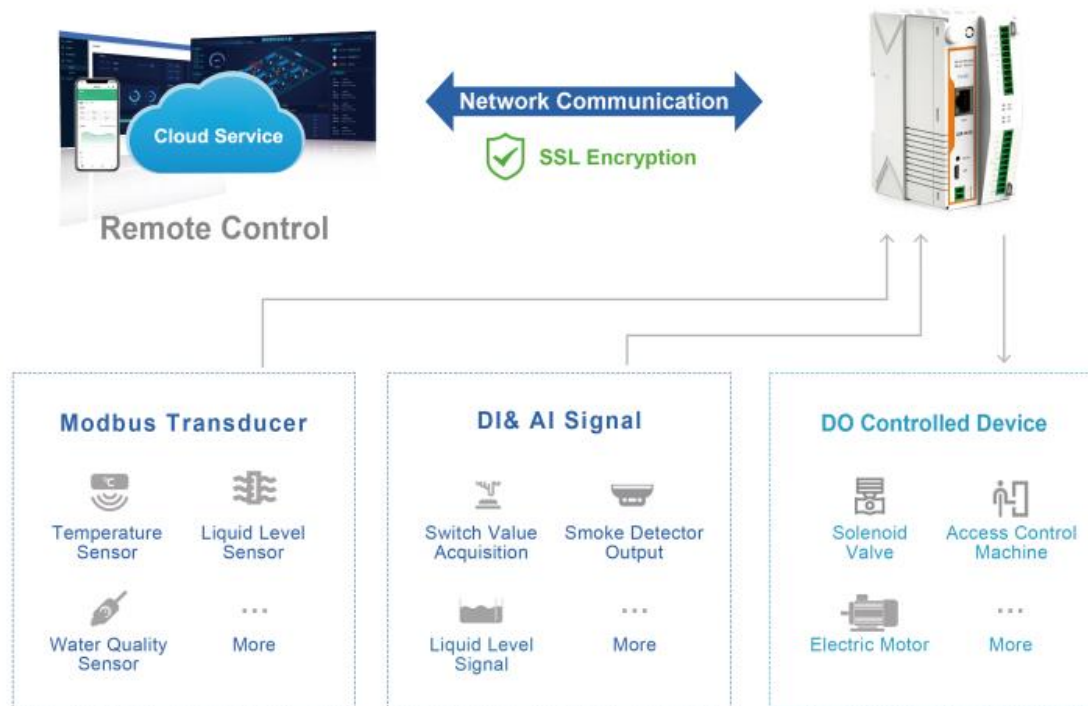 Cloud Service
Remote Control
Network Communication
SSL Encryption
Modbus Transducer
°C
Temperature
Sensor
Liquid Level
Sensor
Water Quality
Sensor
...
More
DI& AI Signal
Switch Value
Acquisition
Smoke Detector
Output
Liquid Level
Signal
...
More
DO Controlled Device
Solenoid
Valve
Access Control
Machine
Electric Motor
...
More